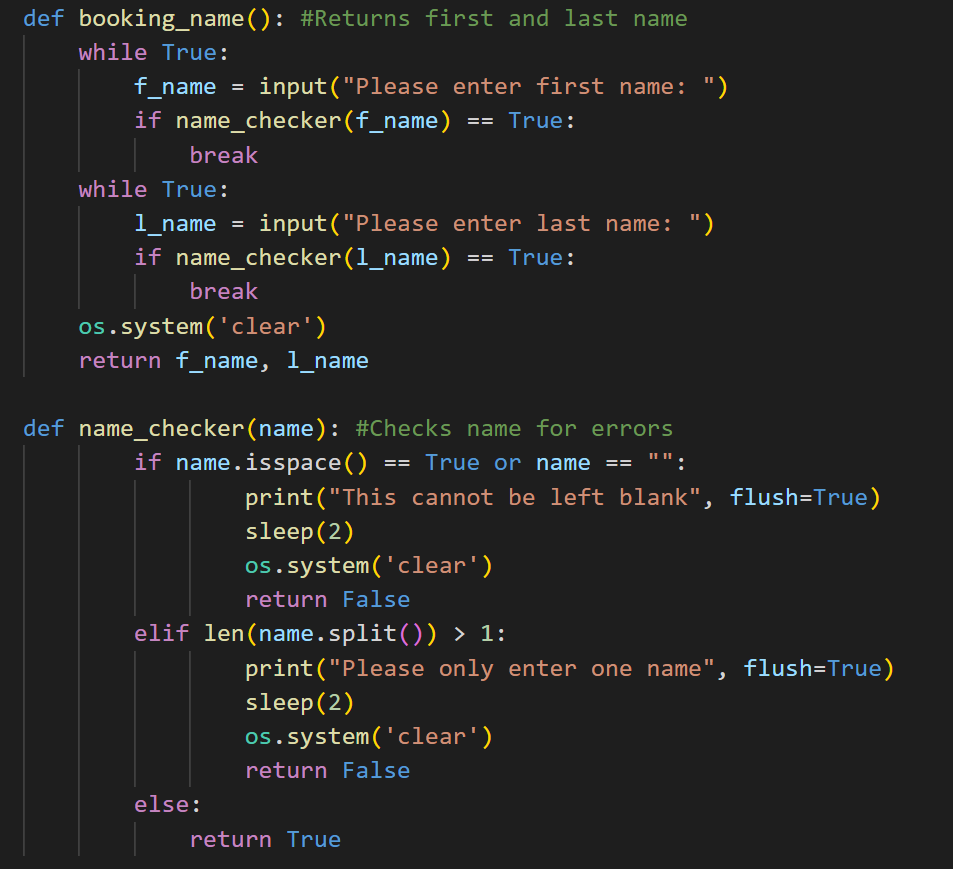 def booking_name(): #Returns first and last name
    while True:
        f_name = input("Please enter first name: ")
        if name_checker(f_name) == True:
            break
    while True:
        l_name = input("Please enter last name: ")
        if name_checker(l_name) == True:
            break
    os.system('clear')
    return f_name, l_name

def name_checker(name): #Checks name for errors
        if name.isspace() == True or name == "":
                print("This cannot be left blank", flush=True)
                sleep(2)
                os.system('clear')
                return False
        elif len(name.split()) > 1:
                print("Please only enter one name", flush=True)
                sleep(2)
                os.system('clear')
                return False
        else:
            return True